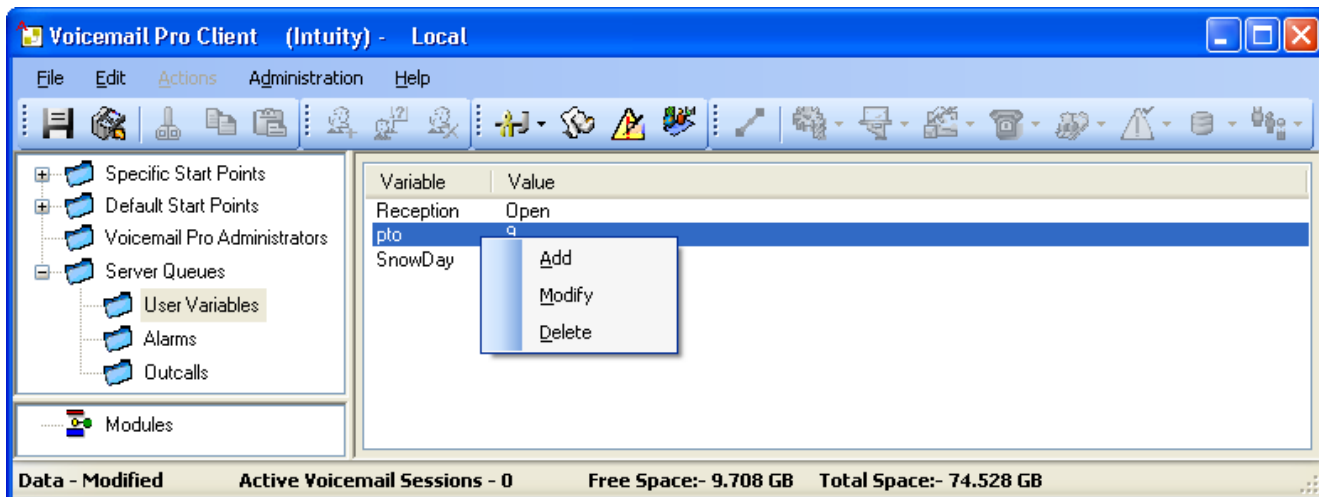 Voicemail Pro Client (Intuity) - Local
File Edit Actions Administration Help
Specific Start Points
Default Start Points
Voicemail Pro Administrators
Server Queues
User Variables
Alarms
Outcalls
Modules
Variable Value
Reception Open
pto 9
SnowDay
Add
Modify
Delete
Data - Modified Active Voicemail Sessions - 0 Free Space:- 9.708 GB Total Space:- 74.528 GB